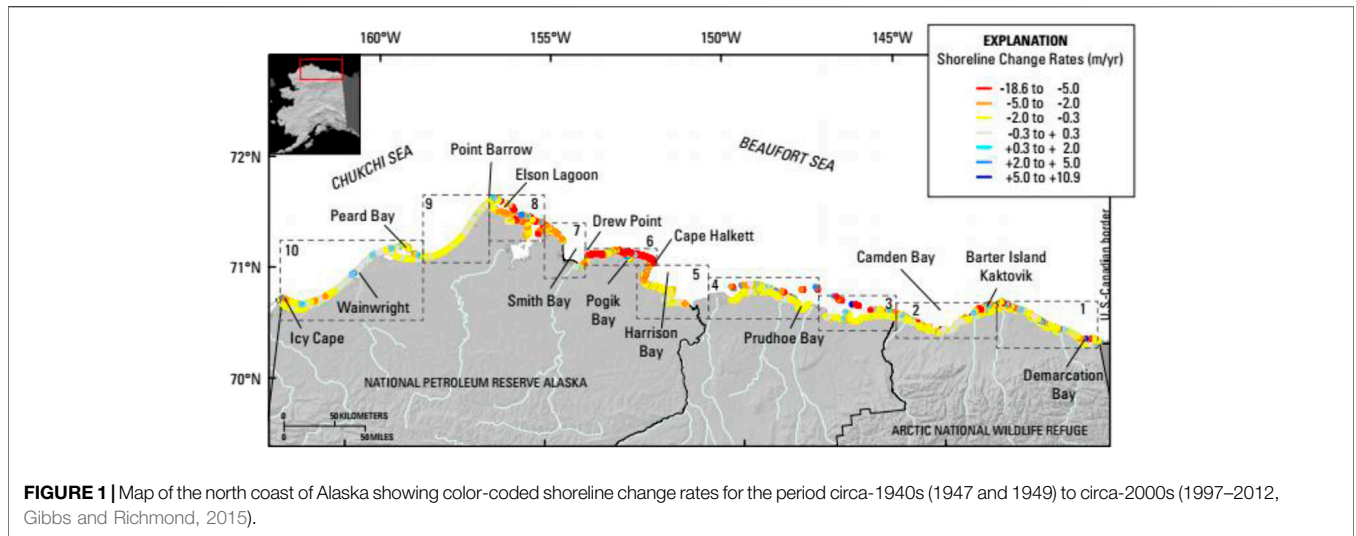 160°W 155°W 150°W 145°W
EXPLANATION
Shoreline Change Rates (m/yr)
-18.6 to -5.0
-5.0 to -2.0
-2.0 to -0.3
-0.3 to + 0.3
+0.3 to + 2.0
+2.0 to + 5.0
+5.0 to +10.9
72°N
71°N
70°N
CHUKCHI SEA
BEAUFORT SEA
Point Barrow
Elson Lagoon
Peard Bay
9
8
7
Drew Point
6
Cape Halkett
10
Wainwright
Icy Cape
Smith Bay
Pogik
Bay
Harrison
Bay
5
4
Prudhoe Bay
3
2
Camden Bay
Barter Island
Kaktovik
1
U.S.-Canadian border
Demarcation
Bay
NATIONAL PETROLEUM RESERVE ALASKA
ARCTIC NATIONAL WILDLIFE REFUGE
0 50 KILOMETERS
0 50 MILES
FIGURE 1 | Map of the north coast of Alaska showing color-coded shoreline change rates for the period circa-1940s (1947 and 1949) to circa-2000s (1997–2012,
Gibbs and Richmond, 2015).